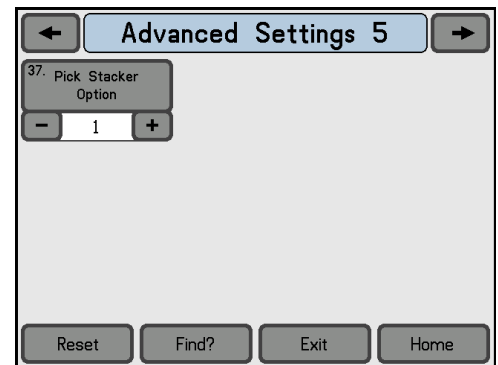 Advanced Settings 5
37. Pick Stacker
Option
- 1 +
Reset Find? Exit Home